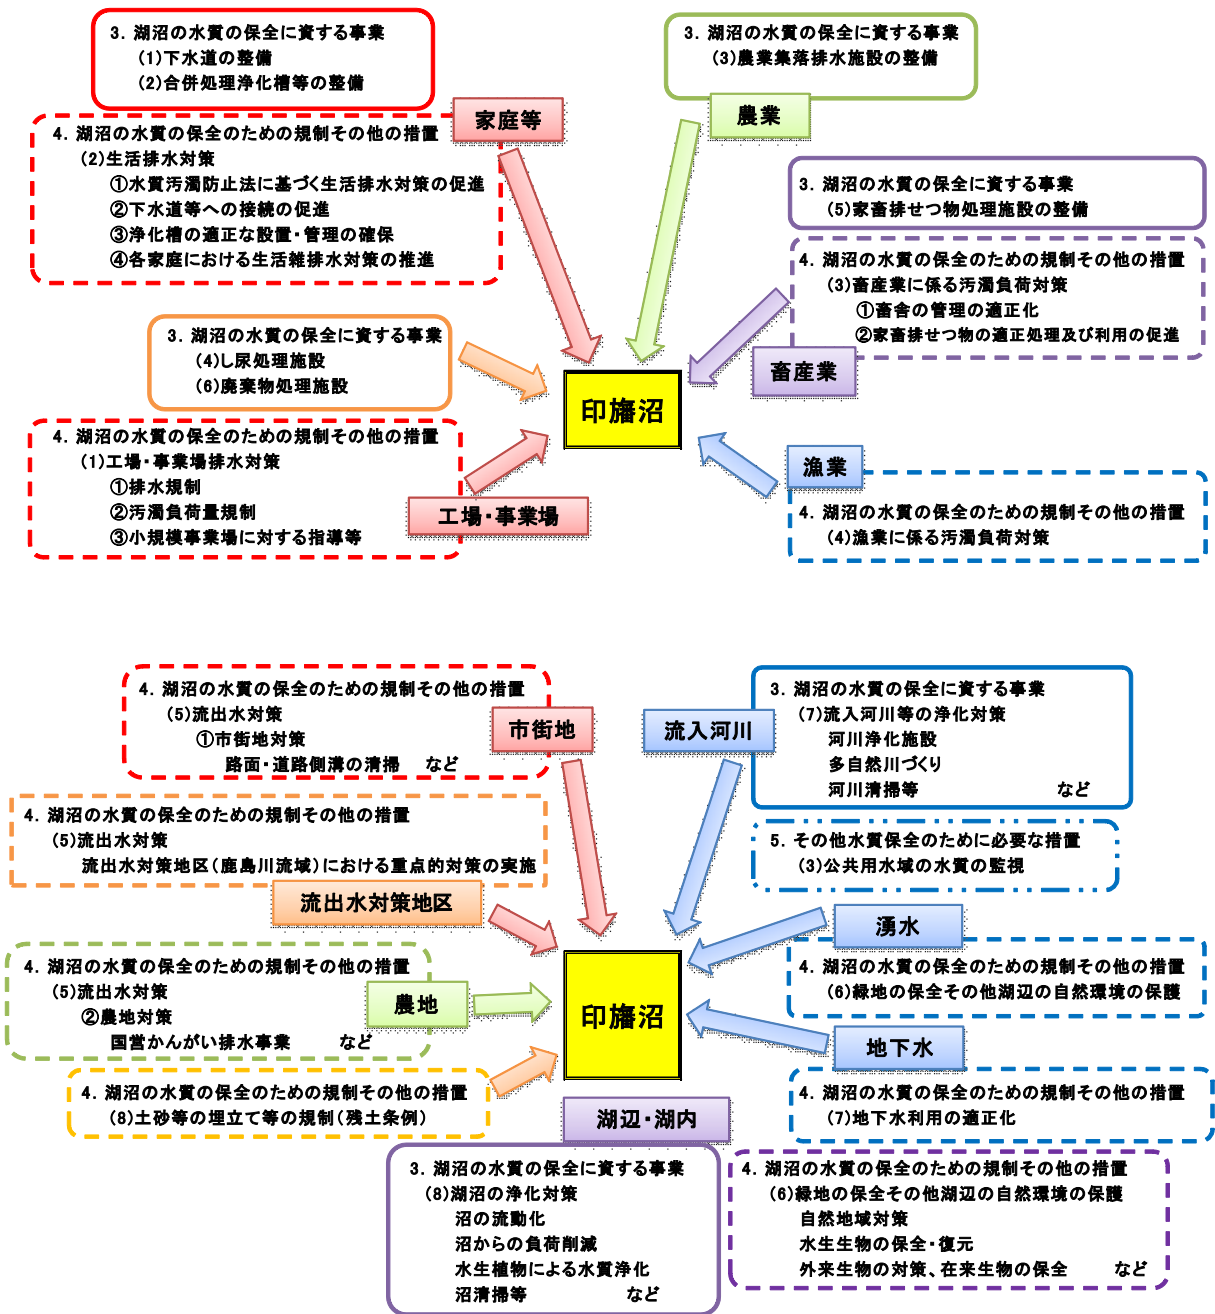 3．湖沼の水質の保全に資する事業
(1)下水道の整備
(2)合併処理浄化槽等の整備
家庭等
4．湖沼の水質の保全のための規制その他の措置
(2)生活排水対策
①水質汚濁防止法に基づく生活排水対策の促進
②下水道等への接続の促進
③浄化槽の適正な設置・管理の確保
④各家庭における生活雑排水対策の推進
3．湖沼の水質の保全に資する事業
(3)農業集落排水施設の整備
農業
3．湖沼の水質の保全に資する事業
(5)家畜排せつ物処理施設の整備
4．湖沼の水質の保全のための規制その他の措置
(3)畜産業に係る汚濁負荷対策
①畜舎の管理の適正化
②家畜排せつ物の適正処理及び利用の促進
畜産業
3．湖沼の水質の保全に資する事業
(4)し尿処理施設
(6)廃棄物処理施設
印旛沼
4．湖沼の水質の保全のための規制その他の措置
(1)工場・事業場排水対策
①排水規制
②汚濁負荷量規制
③小規模事業場に対する指導等
工場・事業場
漁業
4．湖沼の水質の保全のための規制その他の措置
(4)漁業に係る汚濁負荷対策
4．湖沼の水質の保全のための規制その他の措置
(5)流出水対策
①市街地対策
路面・道路側溝の清掃　など
市街地
流入河川
3．湖沼の水質の保全に資する事業
(7)流入河川等の浄化対策
河川浄化施設
多自然川づくり
河川清掃等　など
4．湖沼の水質の保全のための規制その他の措置
(5)流出水対策
流出水対策地区(鹿島川流域)における重点的対策の実施
流出水対策地区
5．その他水質保全のために必要な措置
(3)公共用水域の水質の監視
湧水
4．湖沼の水質の保全のための規制その他の措置
(6)緑地の保全その他湖辺の自然環境の保護
4．湖沼の水質の保全のための規制その他の措置
(5)流出水対策
②農地対策
国営かんがい排水事業　など
農地
印旛沼
地下水
4．湖沼の水質の保全のための規制その他の措置
(7)地下水利用の適正化
4．湖沼の水質の保全のための規制その他の措置
(8)土砂等の埋立て等の規制(残土条例)
湖辺・湖内
3．湖沼の水質の保全に資する事業
(8)湖沼の浄化対策
沼の流動化
沼からの負荷削減
水生植物による水質浄化
沼清掃等　など
4．湖沼の水質の保全のための規制その他の措置
(6)緑地の保全その他湖辺の自然環境の保護
自然地域対策
水生生物の保全・復元
外来生物の対策、在来生物の保全　など